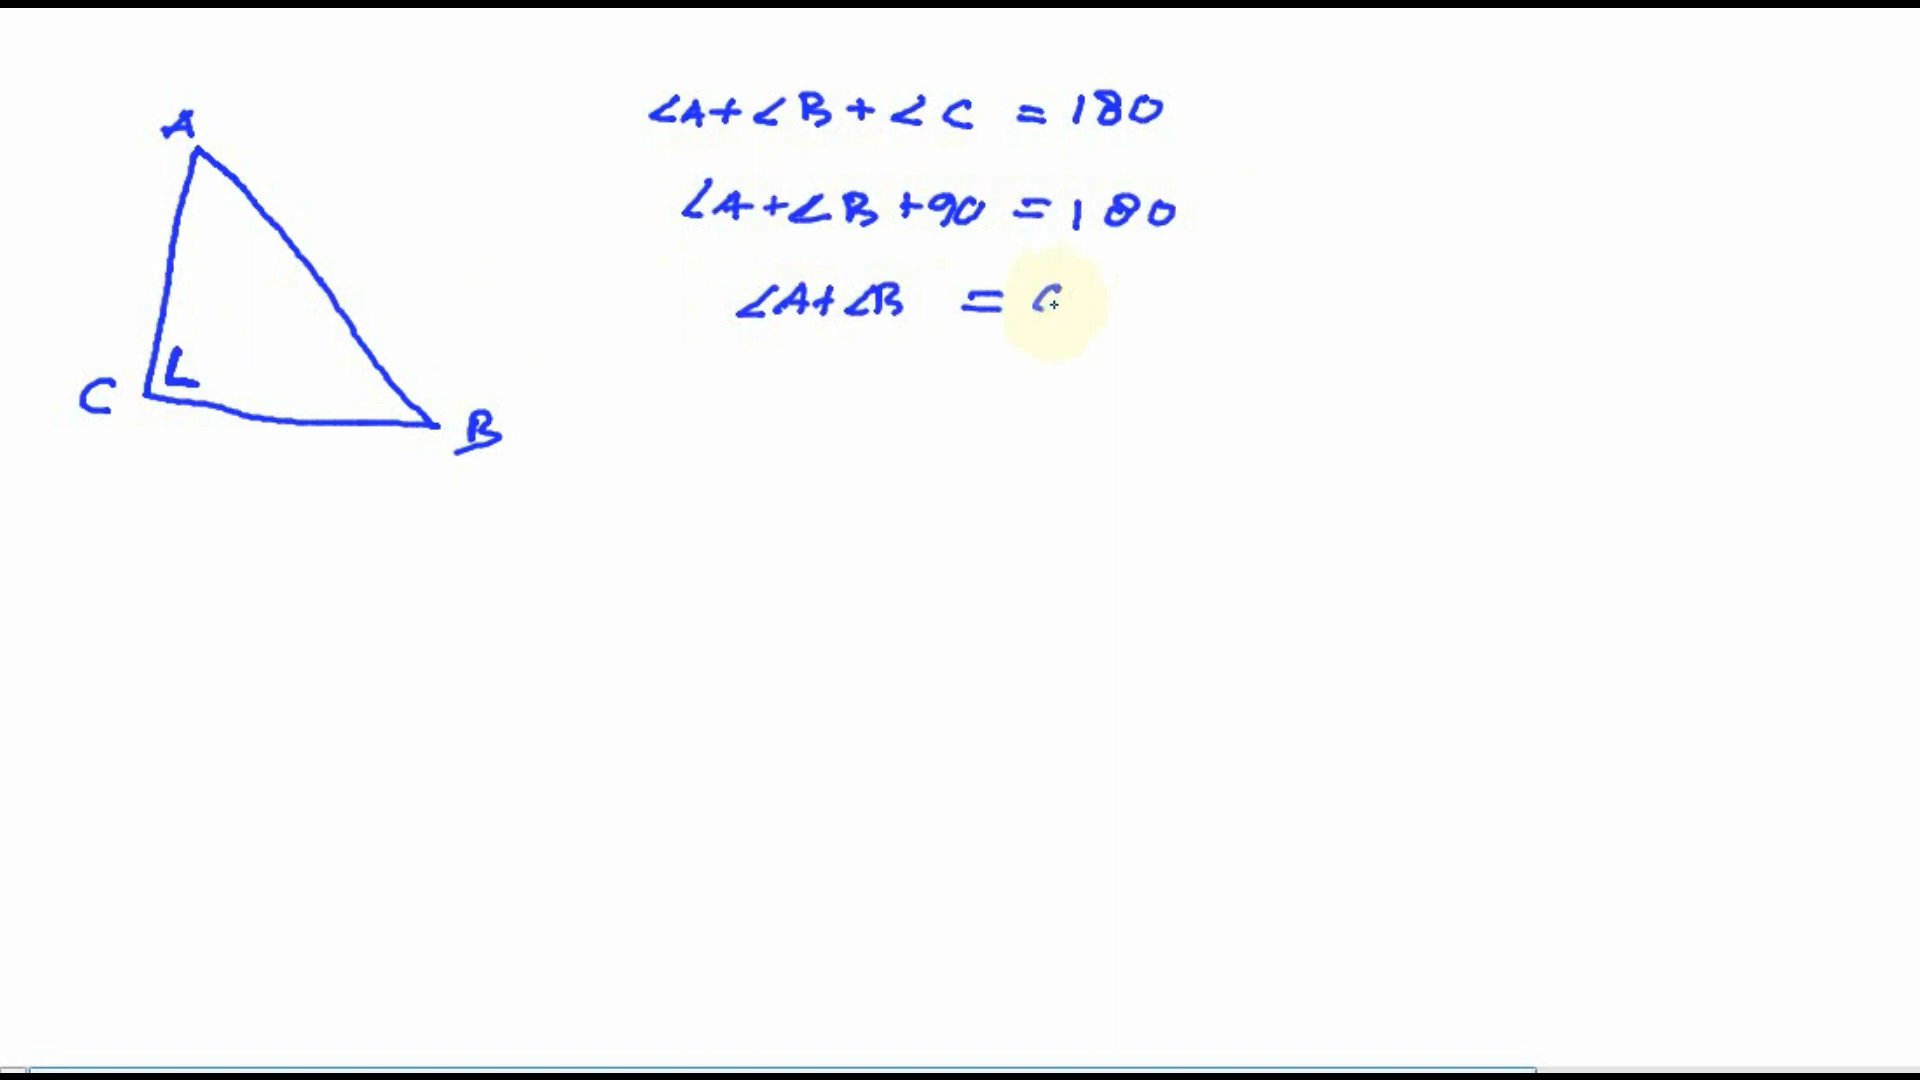 A
C
B
∠A+∠B+∠C = 180
∠A+∠B+90 = 180
∠A+∠B =